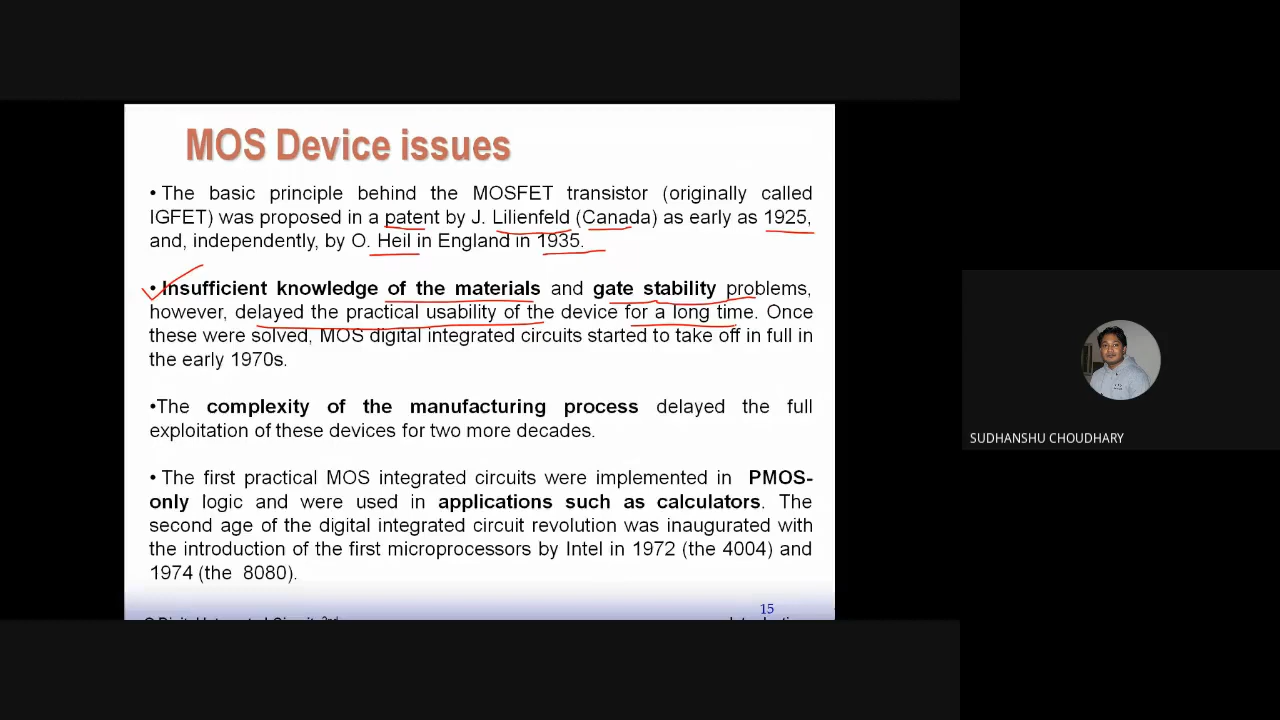 MOS Device issues
• The basic principle behind the MOSFET transistor (originally called
IGFET) was proposed in a patent by J. Lilienfeld (Canada) as early as 1925,
and, independently, by O. Heil in England in 1935.
• Insufficient knowledge of the materials and gate stability problems,
however, delayed the practical usability of the device for a long time. Once
these were solved, MOS digital integrated circuits started to take off in full in
the early 1970s.
•The complexity of the manufacturing process delayed the full
exploitation of these devices for two more decades.
• The first practical MOS integrated circuits were implemented in PMOS-
only logic and were used in applications such as calculators. The
second age of the digital integrated circuit revolution was inaugurated with
the introduction of the first microprocessors by Intel in 1972 (the 4004) and
1974 (the 8080).
15
SUDHANSHU CHOUDHARY